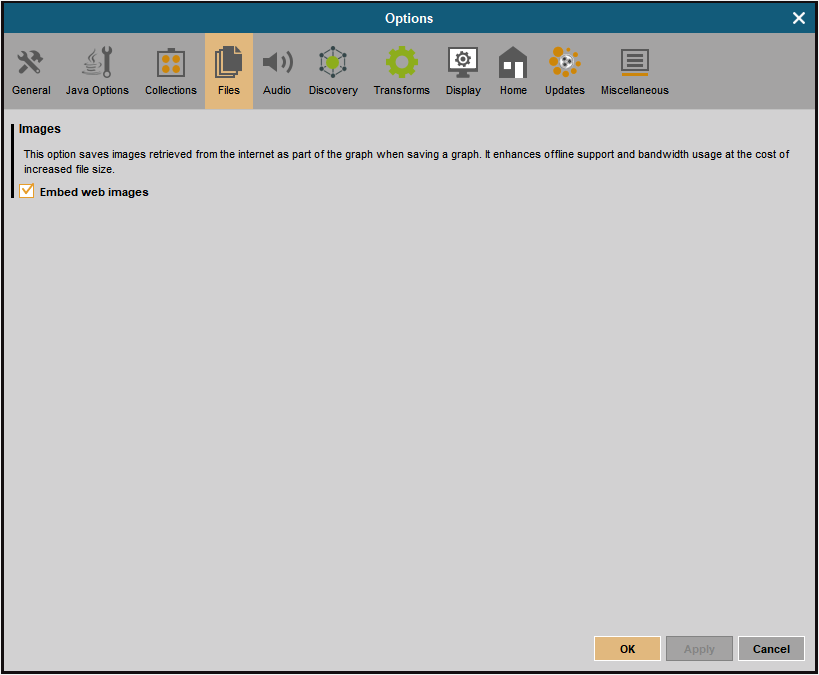 Options
General Java Options Collections Files Audio Discovery Transforms Display Home Updates Miscellaneous
Images
This option saves images retrieved from the internet as part of the graph when saving a graph. It enhances offline support and bandwidth usage at the cost of
increased file size.
Embed web images
OK Apply Cancel